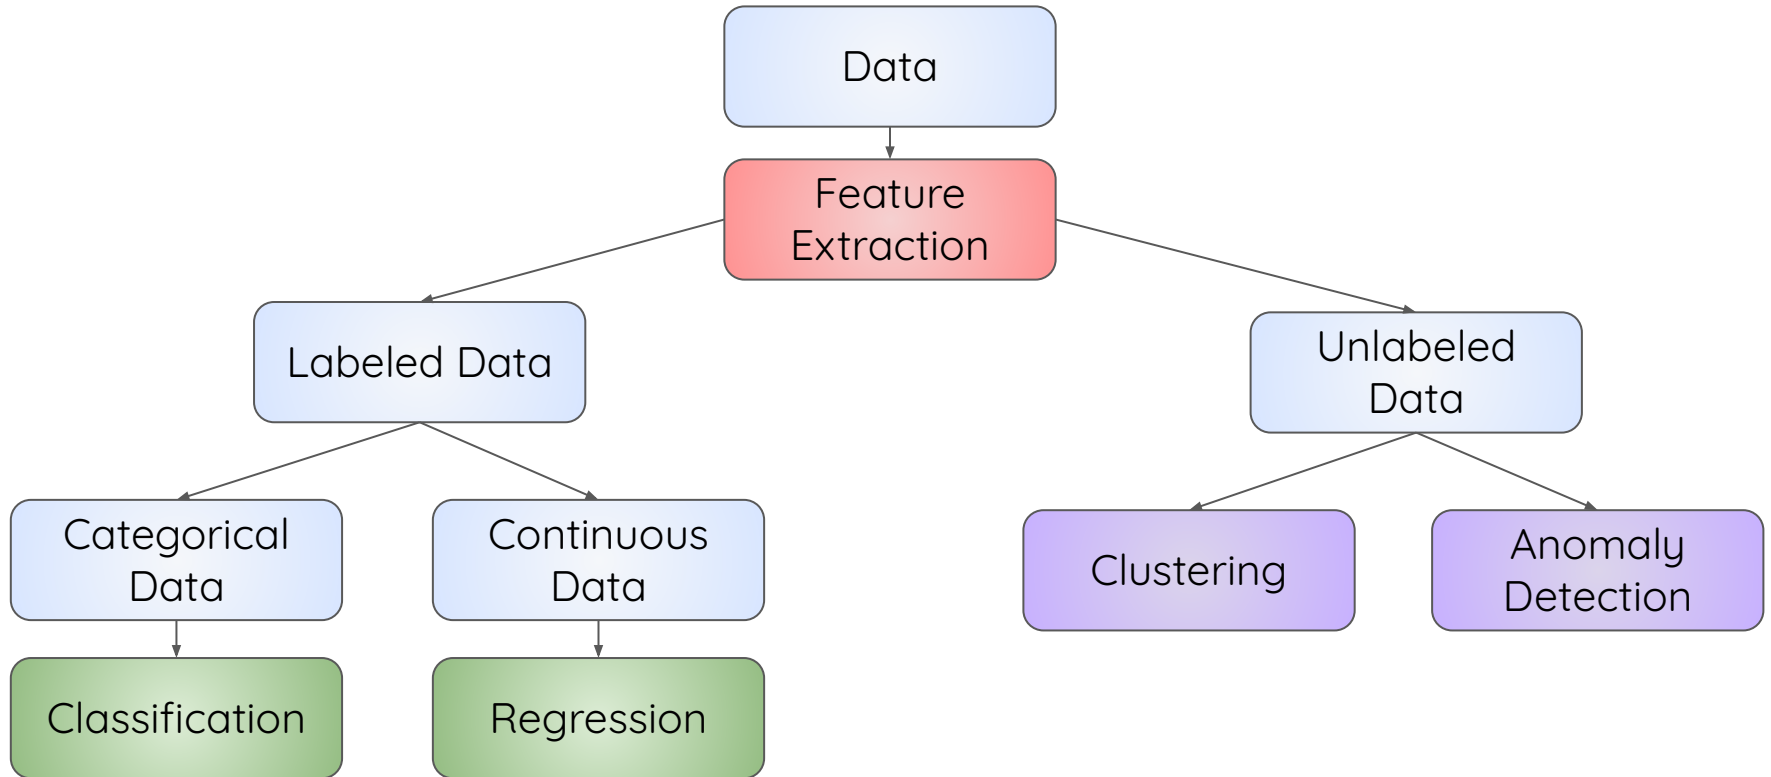 Data
Feature
Extraction
Labeled Data
Unlabeled
Data
Categorical
Data
Continuous
Data
Clustering
Anomaly
Detection
Classification
Regression